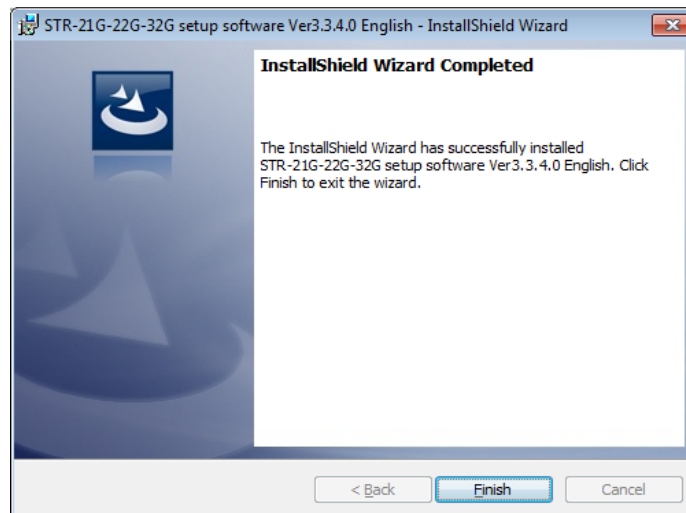 STR-21G-22G-32G setup software Ver3.3.4.0 English - InstallShield Wizard
InstallShield Wizard Completed
The InstallShield Wizard has successfully installed
STR-21G-22G-32G setup software Ver3.3.4.0 English. Click
Finish to exit the wizard.
< Back
Finish
Cancel